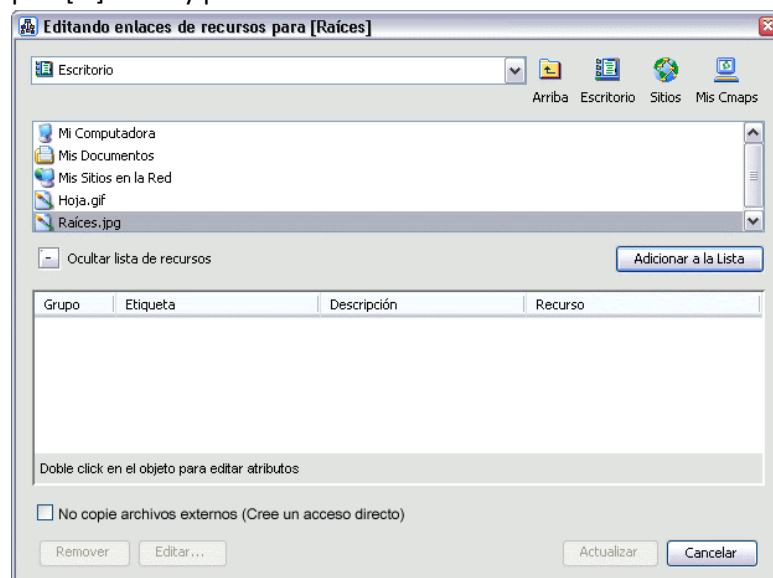 Editando enlaces de recursos para [Raíces]
Escritorio
Arriba Escritorio Sitios Mis Cmaps
Mi Computadora
Mis Documentos
Mis Sitios en la Red
Hoja.gif
Raíces.jpg
- Ocultar lista de recursos
Adicionar a la Lista
Grupo Etiqueta Descripción Recurso
Doble click en el objeto para editar atributos
No copie archivos externos (Cree un acceso directo)
Remover Editar... Actualizar Cancelar